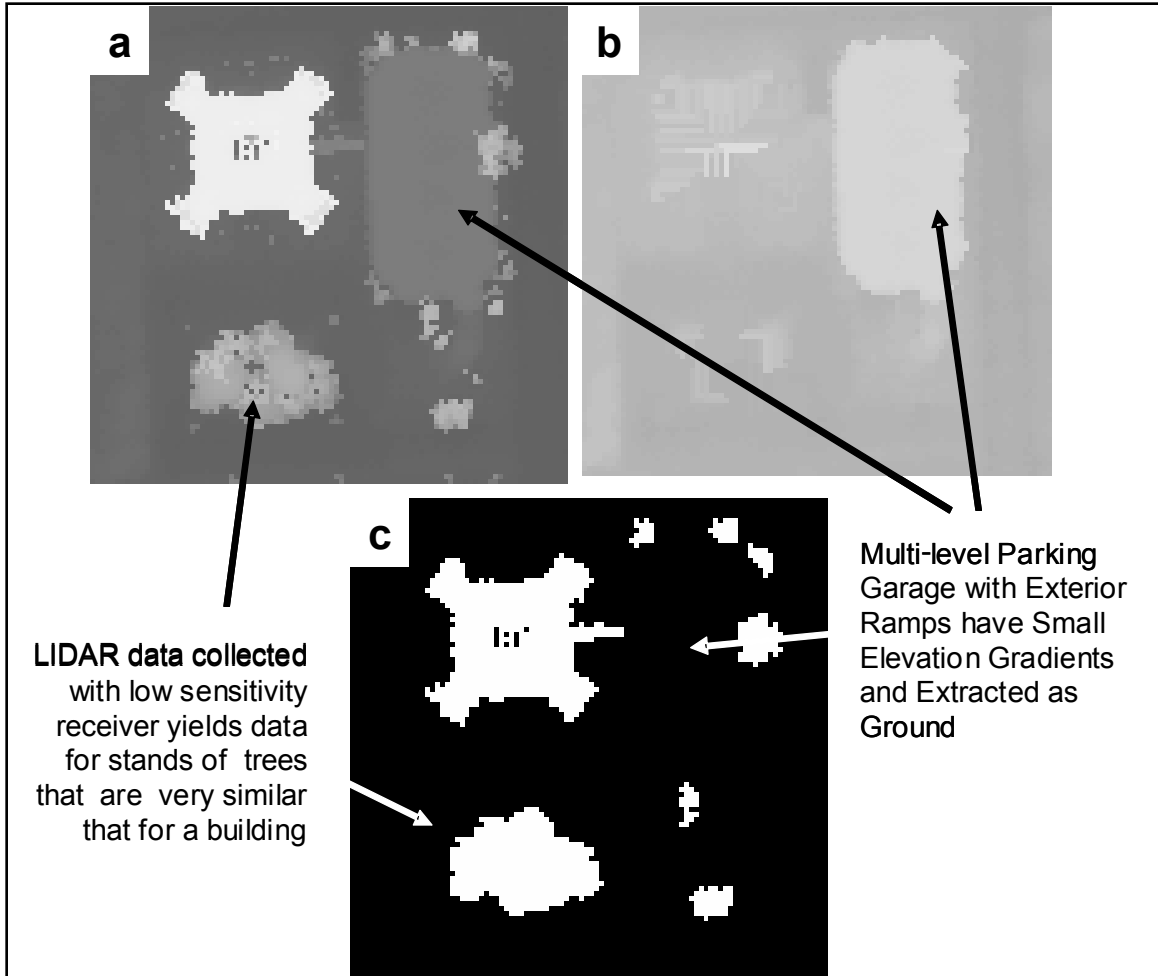 a
b
c
LIDAR data collected
with low sensitivity
receiver yields data
for stands of trees
that are very similar
that for a building
Multi-level Parking
Garage with Exterior
Ramps have Small
Elevation Gradients
and Extracted as
Ground